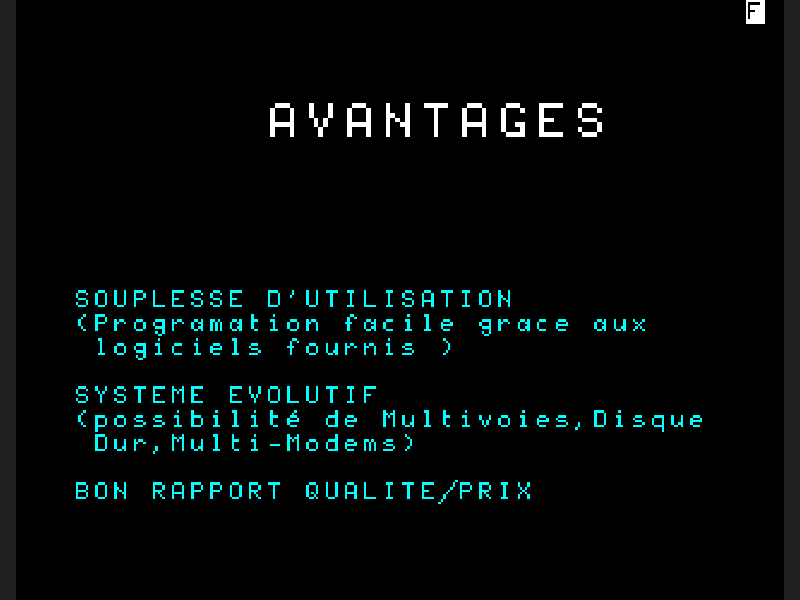 F
AVANTAGES
SOUPLESSE D'UTILISATION
(Programation facile grace aux
logiciels fournis )
SYSTEME EVOLUTIF
(possibilité de Multivoies,Disque
Dur,Multi-Modems)
BON RAPPORT QUALITE/PRIX